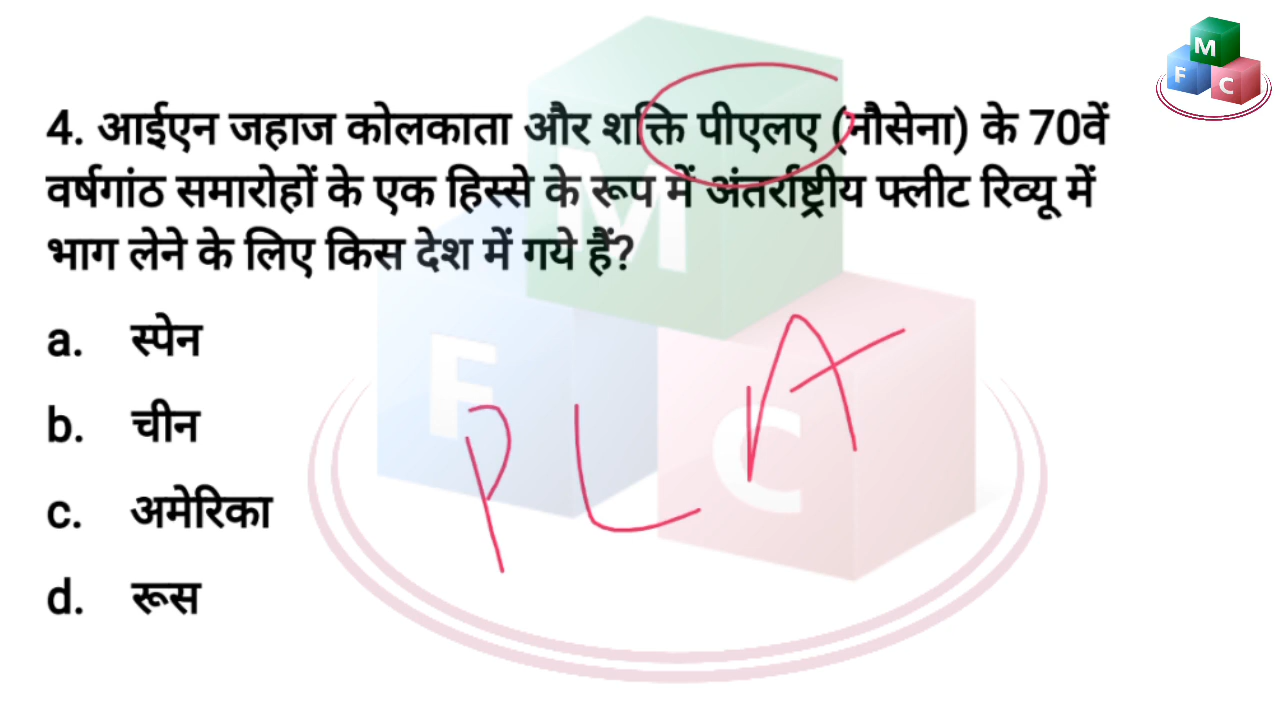 M
F C
4. आईएन जहाज कोलकाता और शक्ति पीएलए (नौसेना) के 70वें
वर्षगांठ समारोहों के एक हिस्से के रूप में अंतर्राष्ट्रीय फ्लीट रिव्यू में
भाग लेने के लिए किस देश में गये हैं?
a. स्पेन
b. चीन
c. अमेरिका
d. रूस
PLA
M
F C